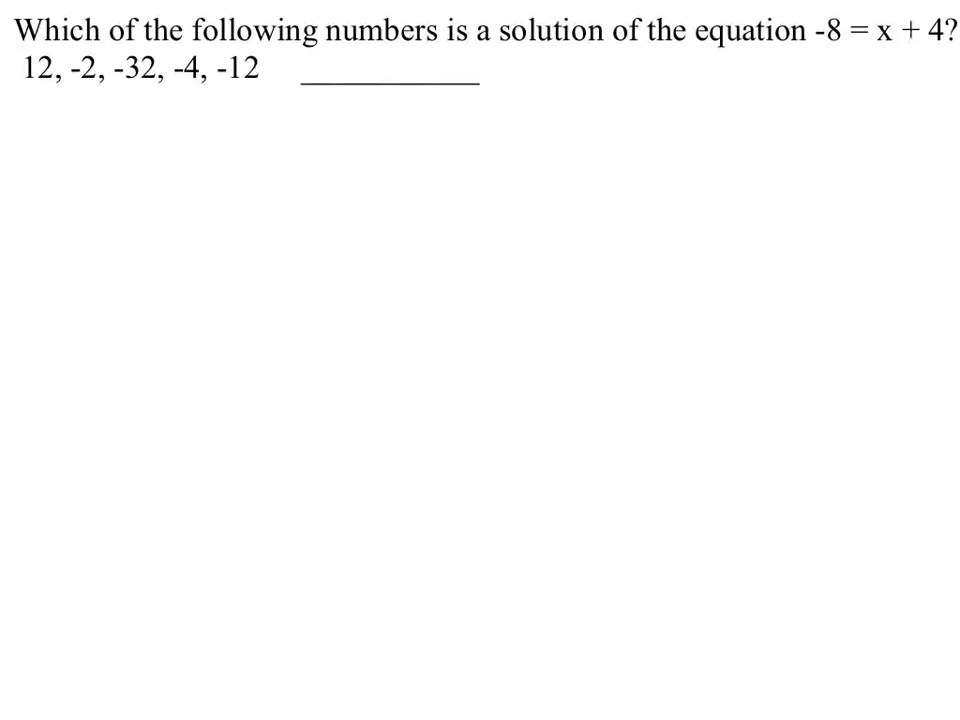 Which of the following numbers is a solution of the equation -8 = x + 4?
12, -2, -32, -4, -12 ___________